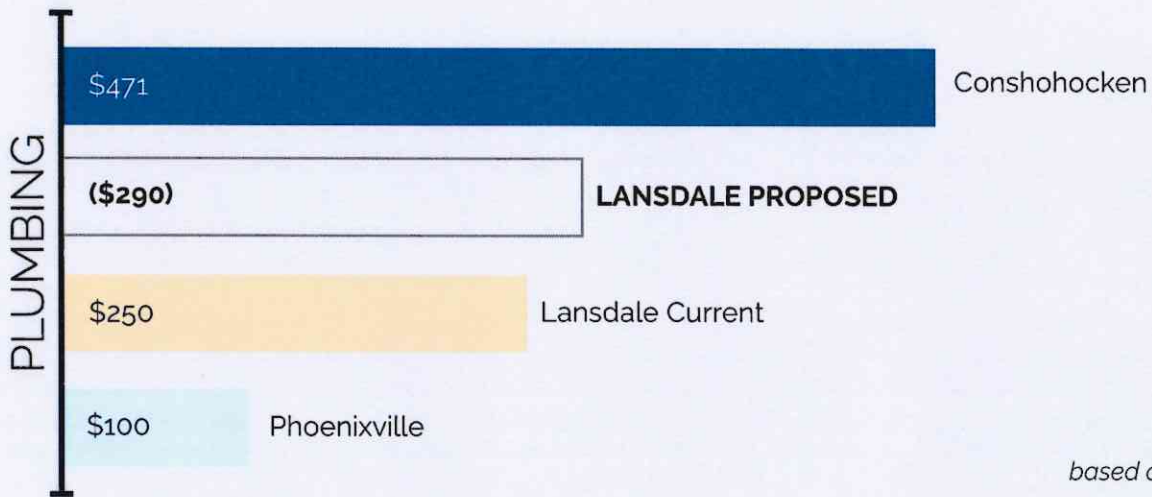 PLUMBING
$471 Conshohocken
($290) LANSDALE PROPOSED
$250 Lansdale Current
$100 Phoenixville
based